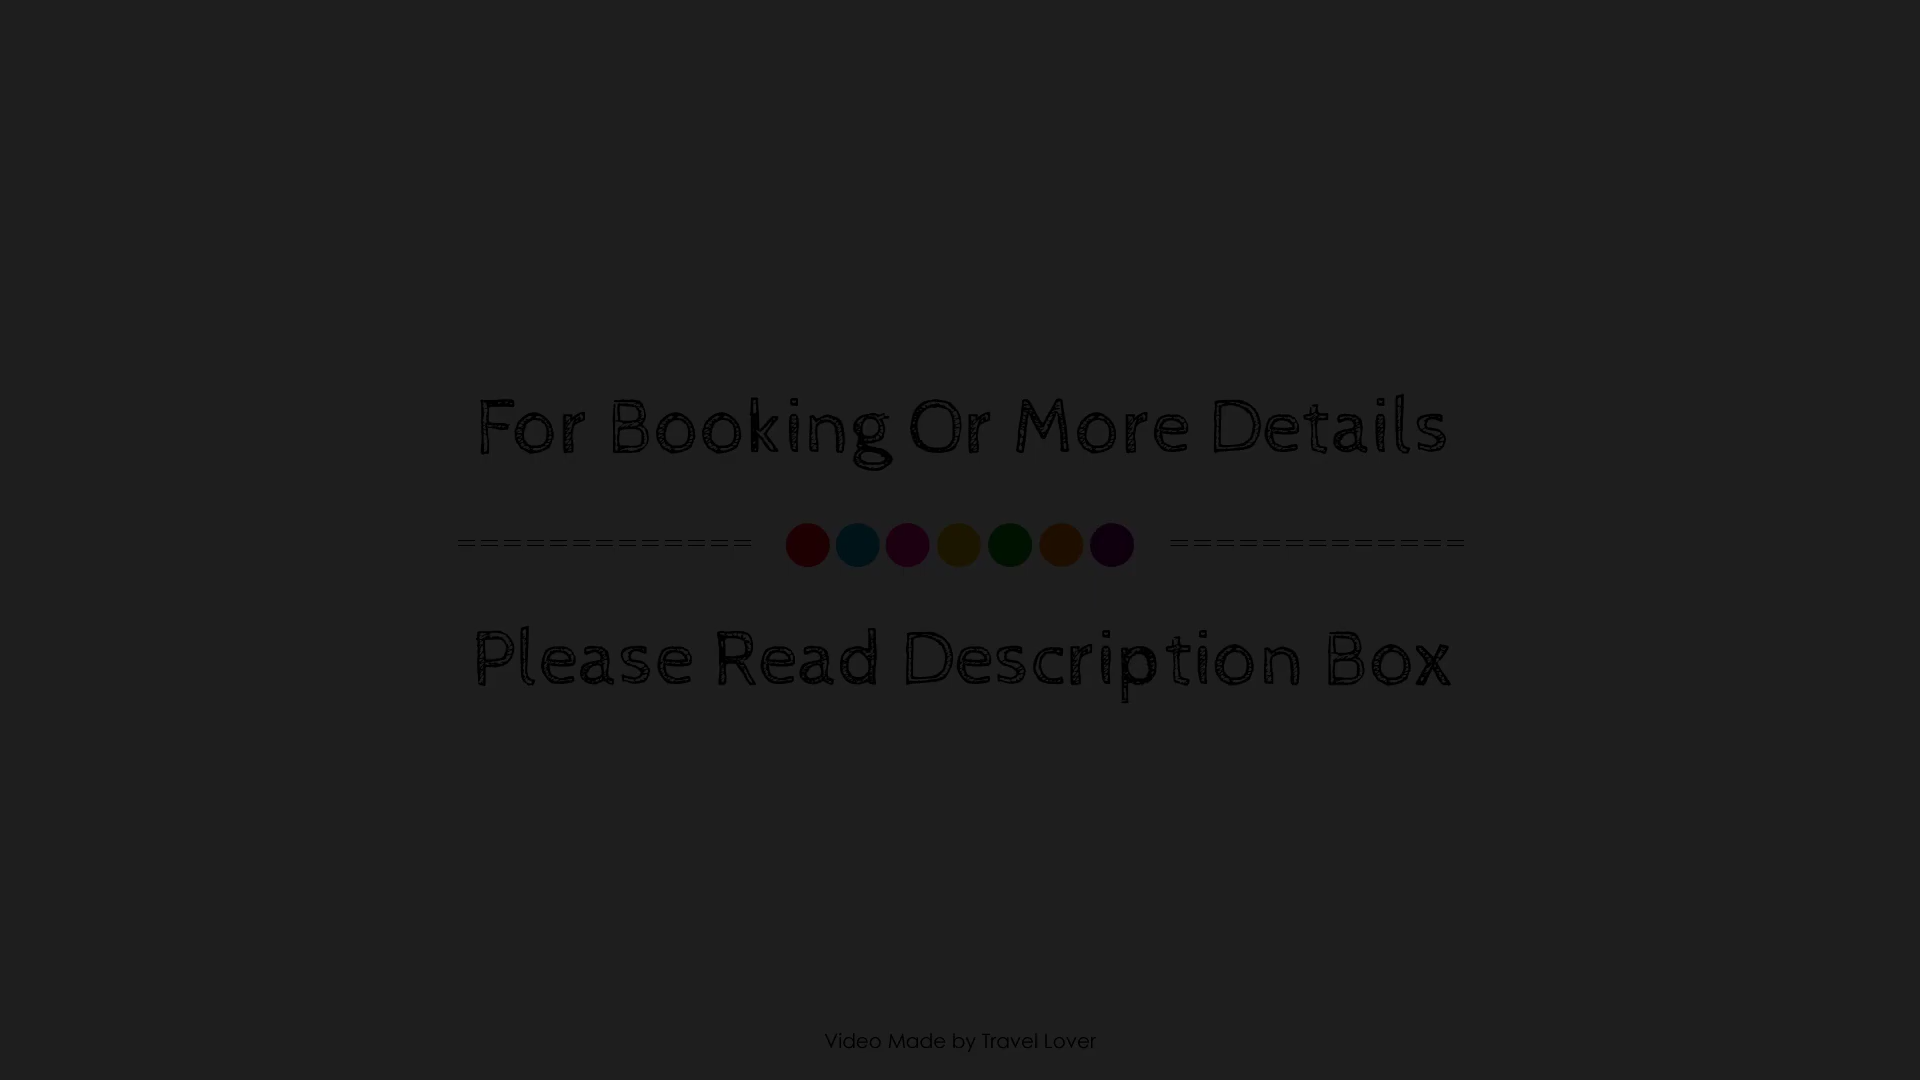 For Booking Or More Details
============= =============
Please Read Description Box
Video Made by Travel Lover